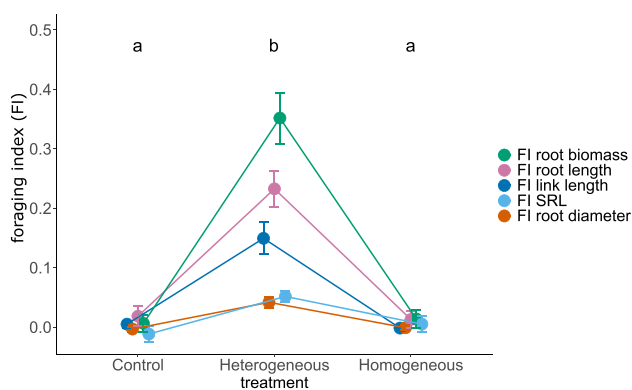 0.5
a
b
a
0.4
0.3
0.2
0.1
0.0
foraging index (FI)
FI root biomass
FI root length
FI link length
FI SRL
FI root diameter
Control
Heterogeneous
Homogeneous
treatment